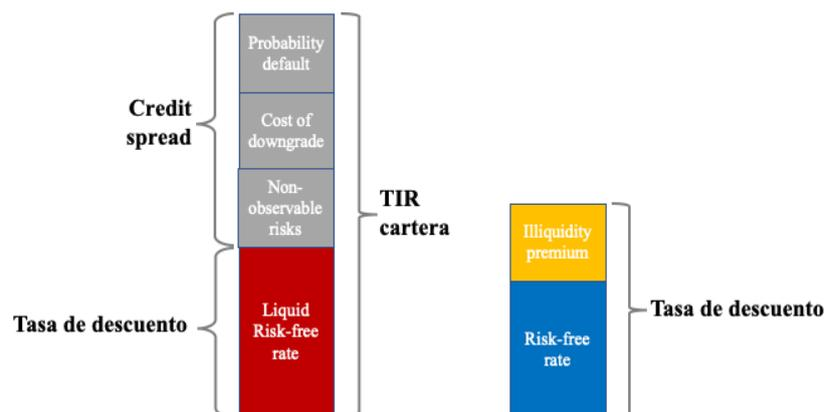 Probability
default
Credit
spread
Cost of
downgrade
Non-
observable
risks
TIR
cartera
Liquid
Risk-free
rate
Tasa de descuento
Illiquidity
premium
Risk-free
rate
Tasa de descuento